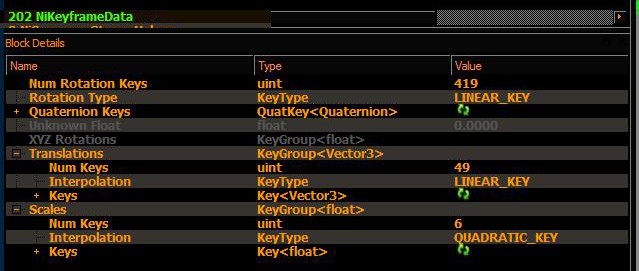 202 NiKeyframeData
Block Details
Name Type Value
Num Rotation Keys uint 419
Rotation Type KeyType LINEAR_KEY
Quaternion Keys QuatKey<Quaternion>
Unknown Float float 0.0000
XYZ Rotations KeyGroup<float>
Translations KeyGroup<Vector3>
Num Keys uint 49
Interpolation KeyType LINEAR_KEY
Keys Key<Vector3>
Scales KeyGroup<float>
Num Keys uint 6
Interpolation KeyType QUADRATIC_KEY
Keys Key<float>